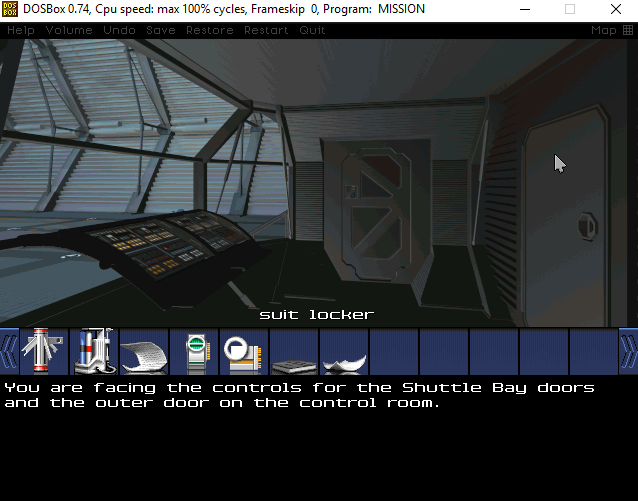 DOS
BOX
DOSBox 0.74, Cpu speed: max 100% cycles, Frameskip 0, Program: MISSION
Help Volume Undo Save Restore Restart Quit Map
suit locker
You are facing the controls for the Shuttle Bay doors
and the outer door on the control room.